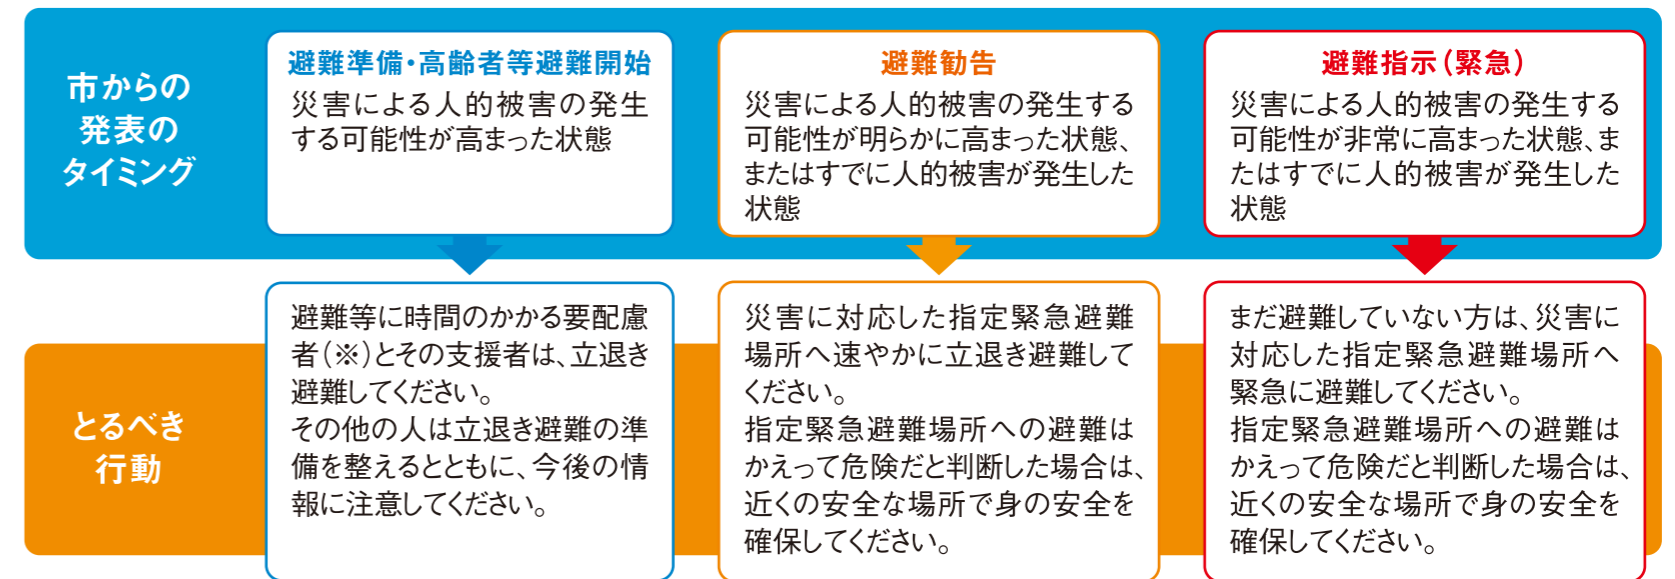 市からの
発表の
タイミング
避難準備・高齢者等避難開始
災害による人的被害の発生
する可能性が高まった状態
避難勧告
災害による人的被害の発生する
可能性が明らかに高まった状態、
またはすでに人的被害が発生した
状態
避難指示（緊急）
災害による人的被害の発生する
可能性が非常に高まった状態、ま
たはすでに人的被害が発生した
状態
とるべき
行動
避難等に時間のかかる要配慮
者（※）とその支援者は、立退き
避難してください。
その他の人は立退き避難の準
備を整えるとともに、今後の情
報に注意してください。
災害に対応した指定緊急避難
場所へ速やかに立退き避難して
ください。
指定緊急避難場所への避難は
かえって危険だと判断した場合は、
近くの安全な場所で身の安全を
確保してください。
まだ避難していない方は、災害に
対応した指定緊急避難場所へ
緊急に避難してください。
指定緊急避難場所への避難は
かえって危険だと判断した場合は、
近くの安全な場所で身の安全を
確保してください。